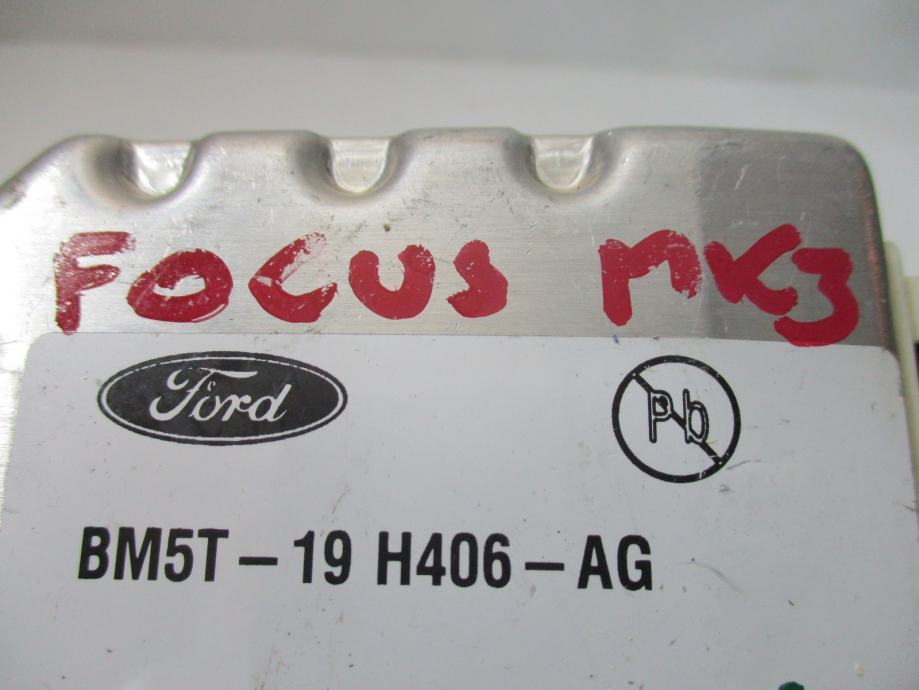 FOCUS MK3
Ford Pb
BM5T-19 H406-AG